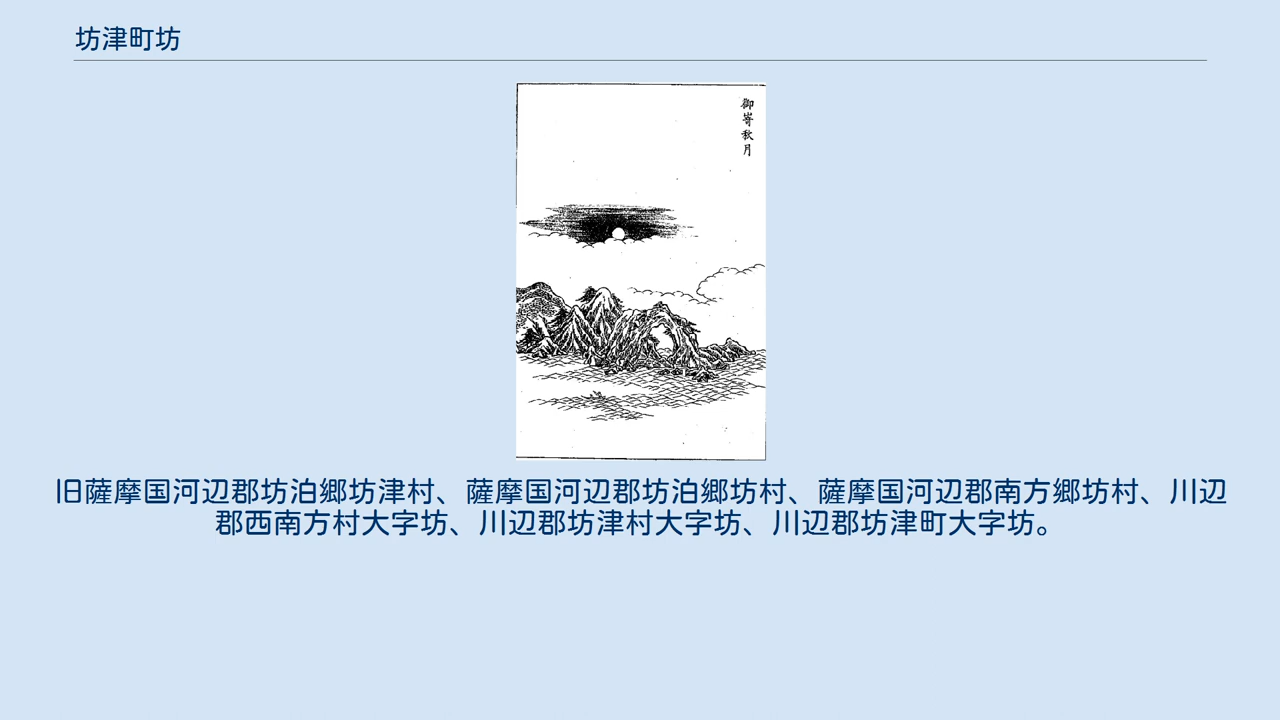 坊津町坊
御嵜秋月
旧薩摩国河辺郡坊泊郷坊津村、薩摩国河辺郡坊泊郷坊村、薩摩国河辺郡南方郷坊村、川辺
郡西南方村大字坊、川辺郡坊津村大字坊、川辺郡坊津町大字坊。